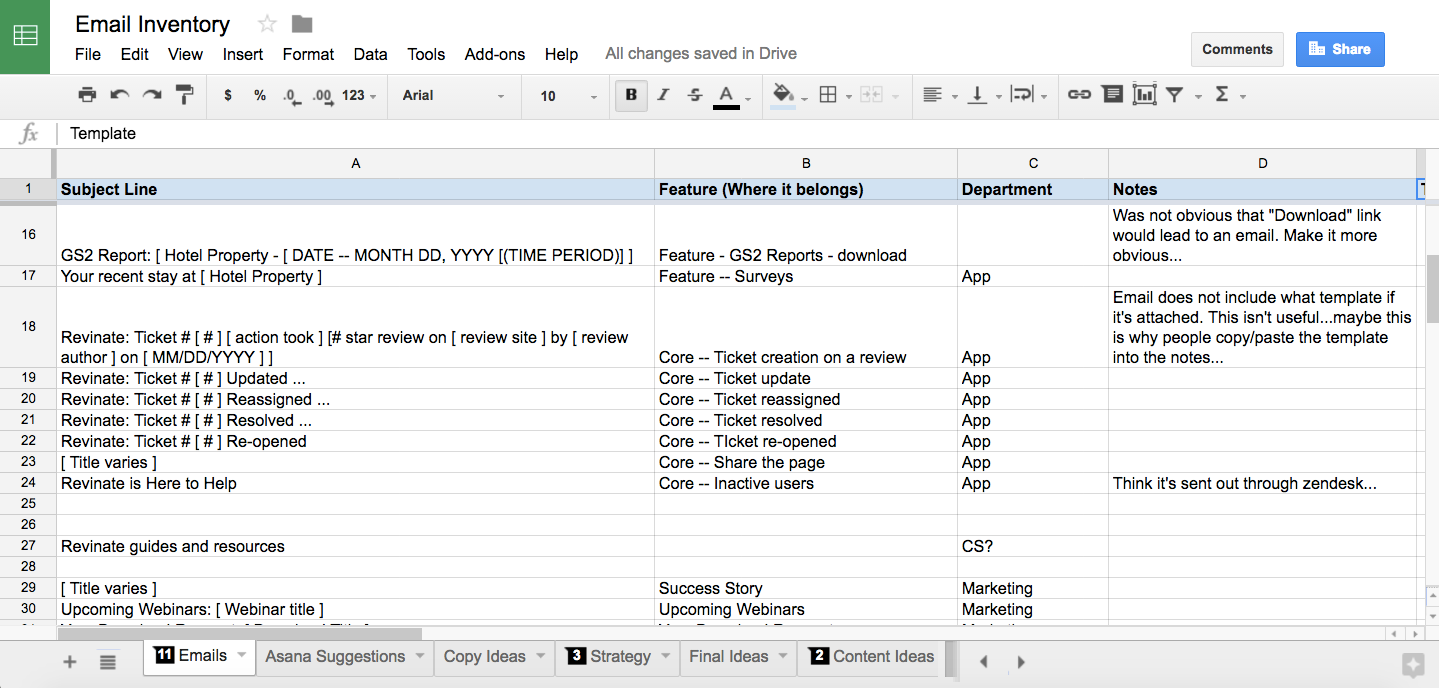 Email Inventory
File Edit View Insert Format Data Tools Add-ons Help All changes saved in Drive
Comments Share
$ % .0 .00 123 Arial 10 B I S A Σ
fx Template
A B C D
1 Subject Line Feature (Where it belongs) Department Notes
Was not obvious that "Download" link
16 would lead to an email. Make it more
GS2 Report: [ Hotel Property - [ DATE -- MONTH DD, YYYY [(TIME PERIOD)] ] Feature - GS2 Reports - download obvious...
17 Your recent stay at [ Hotel Property ] Feature -- Surveys App
Email does not include what template if
it's attached. This isn't useful...maybe this
18 Revinate: Ticket # [ # ] [ action took ] [# star review on [ review site ] by [ review is why people copy/paste the template
author ] on [ MM/DD/YYYY ] ] Core -- Ticket creation on a review App into the notes...
19 Revinate: Ticket # [ # ] Updated ... Core -- Ticket update App
20 Revinate: Ticket # [ # ] Reassigned ... Core -- Ticket reassigned App
21 Revinate: Ticket # [ # ] Resolved ... Core -- Ticket resolved App
22 Revinate: Ticket # [ # ] Re-opened Core -- TIcket re-opened App
23 [ Title varies ] Core -- Share the page App
24 Revinate is Here to Help Core -- Inactive users App Think it's sent out through zendesk...
25
26
27 Revinate guides and resources CS?
28
29 [ Title varies ] Success Story Marketing
30 Upcoming Webinars: [ Webinar title ] Upcoming Webinars Marketing
11 Emails Asana Suggestions Copy Ideas 3 Strategy Final Ideas 2 Content Ideas